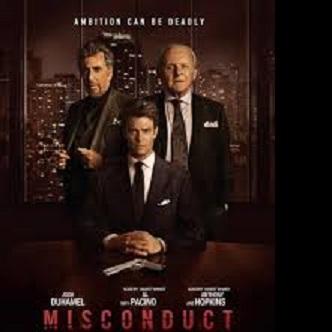 AMBITION CAN BE DEADLY
JOSH DUHAMEL
AL PACINO
ANTHONY HOPKINS
MISCONDUCT